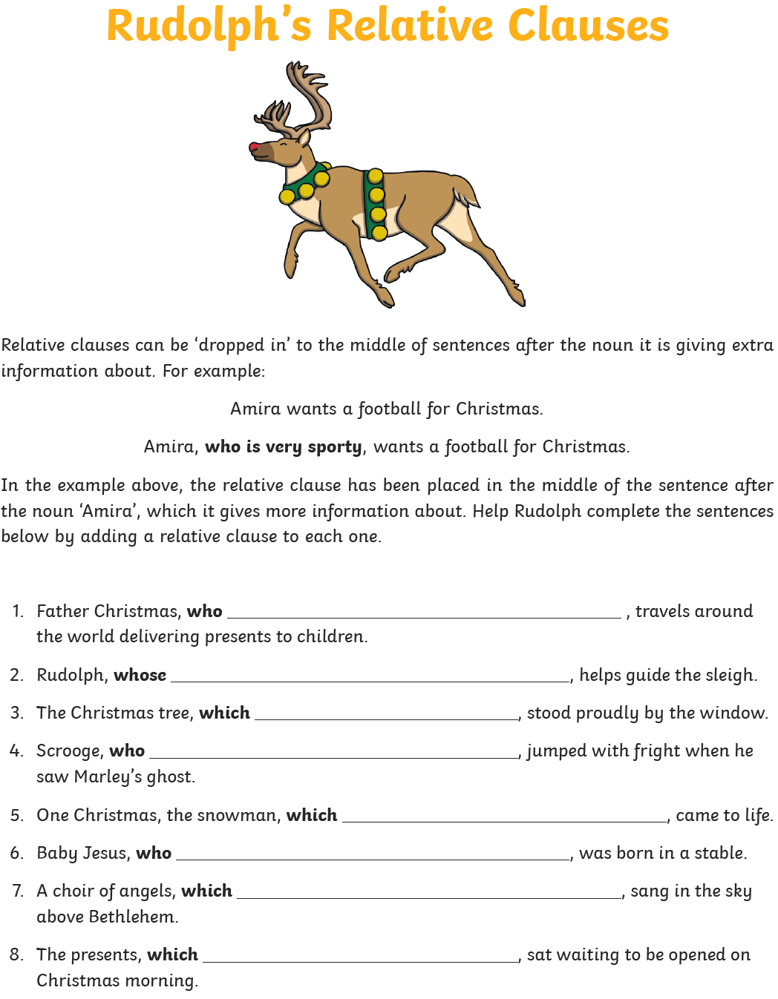 Rudolph’s Relative Clauses
Relative clauses can be ‘dropped in’ to the middle of sentences after the noun it is giving extra
information about. For example:
Amira wants a football for Christmas.
Amira, who is very sporty, wants a football for Christmas.
In the example above, the relative clause has been placed in the middle of the sentence after
the noun ‘Amira’, which it gives more information about. Help Rudolph complete the sentences
below by adding a relative clause to each one.
1. Father Christmas, who ______________________________ , travels around
the world delivering presents to children.
2. Rudolph, whose ______________________________, helps guide the sleigh.
3. The Christmas tree, which ____________________, stood proudly by the window.
4. Scrooge, who ____________________________, jumped with fright when he
saw Marley’s ghost.
5. One Christmas, the snowman, which _________________________, came to life.
6. Baby Jesus, who ______________________________, was born in a stable.
7. A choir of angels, which _____________________________, sang in the sky
above Bethlehem.
8. The presents, which ________________________, sat waiting to be opened on
Christmas morning.